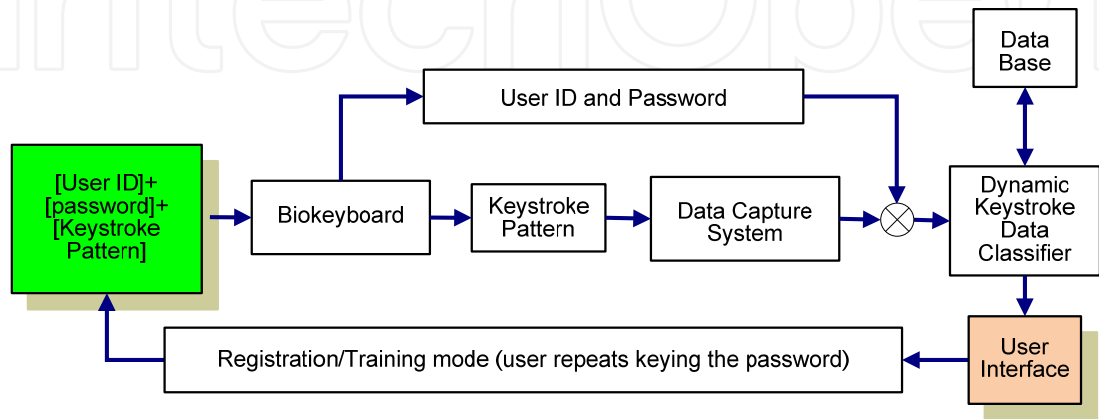 IntechOpen
Data
Base
User ID and Password
[User ID]+
[password]+
[Keystroke
Pattern]
Biokeyboard
Keystroke
Pattern
Data Capture
System
Dynamic
Keystroke
Data
Classifier
Registration/Training mode (user repeats keying the password)
User
Interface